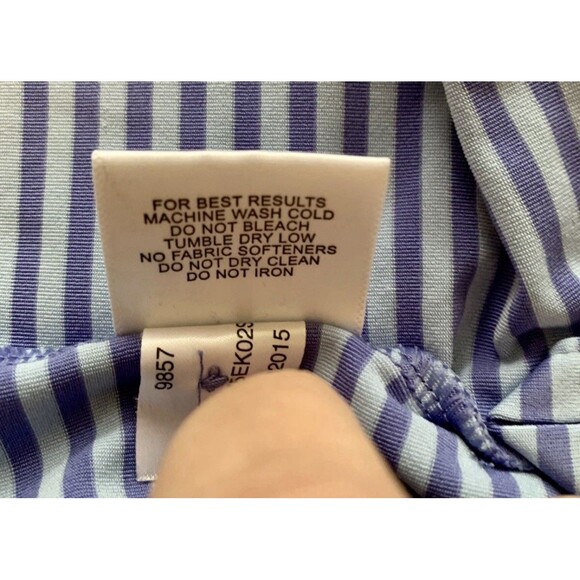 FOR BEST RESULTS
MACHINE WASH COLD
DO NOT BLEACH
TUMBLE DRY LOW
NO FABRIC SOFTENERS
DO NOT DRY CLEAN
DO NOT IRON
9857
2015